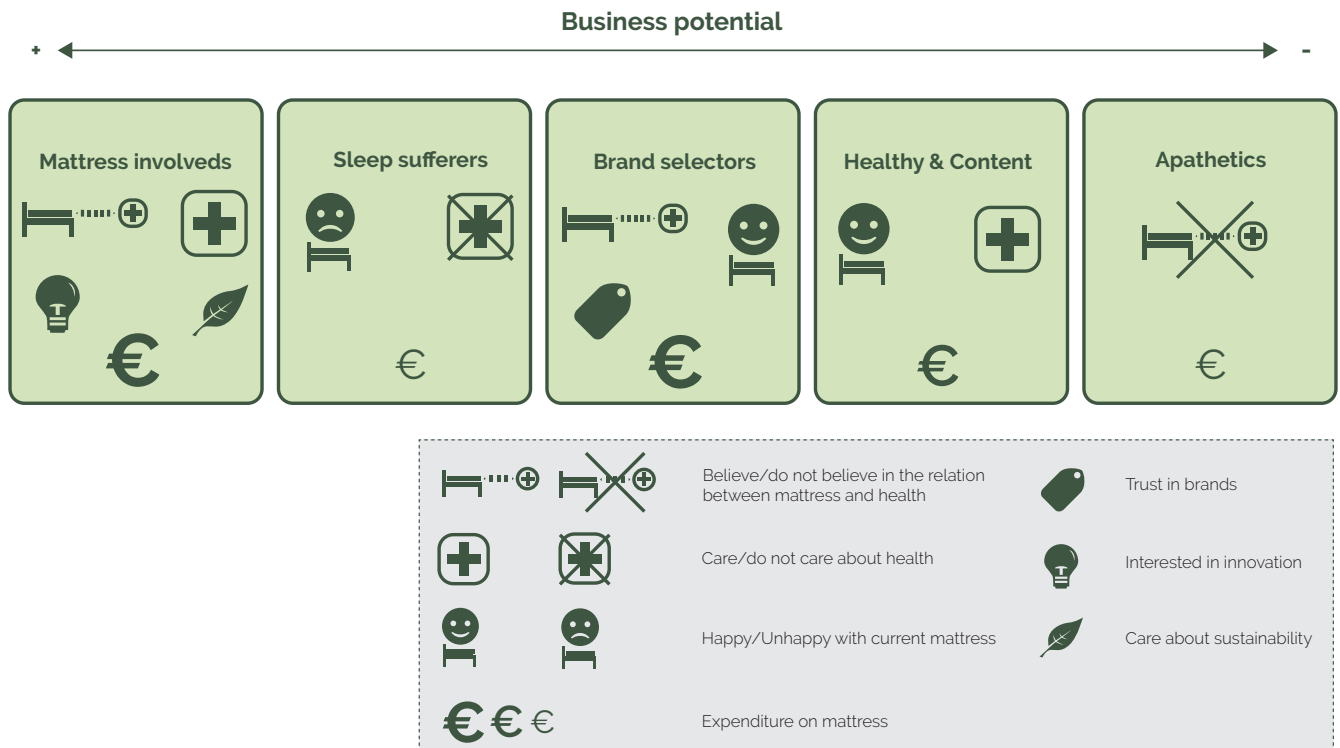 Business potential
+ -
Mattress involveds
Sleep sufferers
Brand selectors
Healthy & Content
Apathetics
€
€
€
€
€
Believe/do not believe in the relation
between mattress and health
Trust in brands
Care/do not care about health
Interested in innovation
Happy/Unhappy with current mattress
Care about sustainability
€ € €
Expenditure on mattress